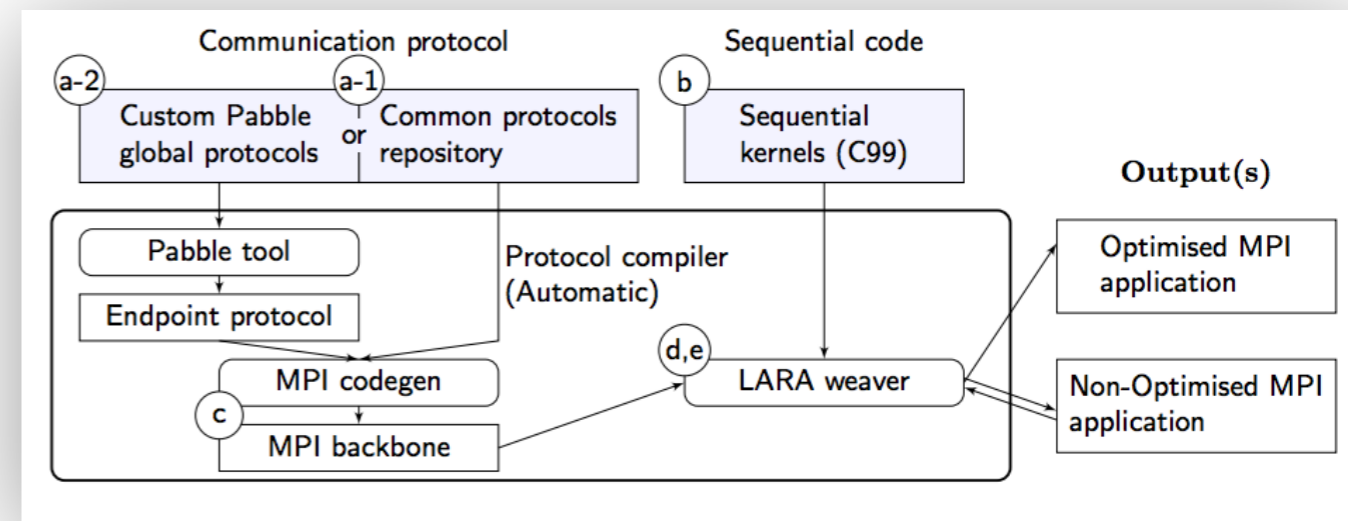 Communication protocol
Sequential code
a-2
a-1
b
Custom Pabble
global protocols
or
Common protocols
repository
Sequential
kernels (C99)
Output(s)
Pabble tool
Endpoint protocol
Protocol compiler
(Automatic)
Optimised MPI
application
d,e
MPI codegen
LARA weaver
c
MPI backbone
Non-Optimised MPI
application